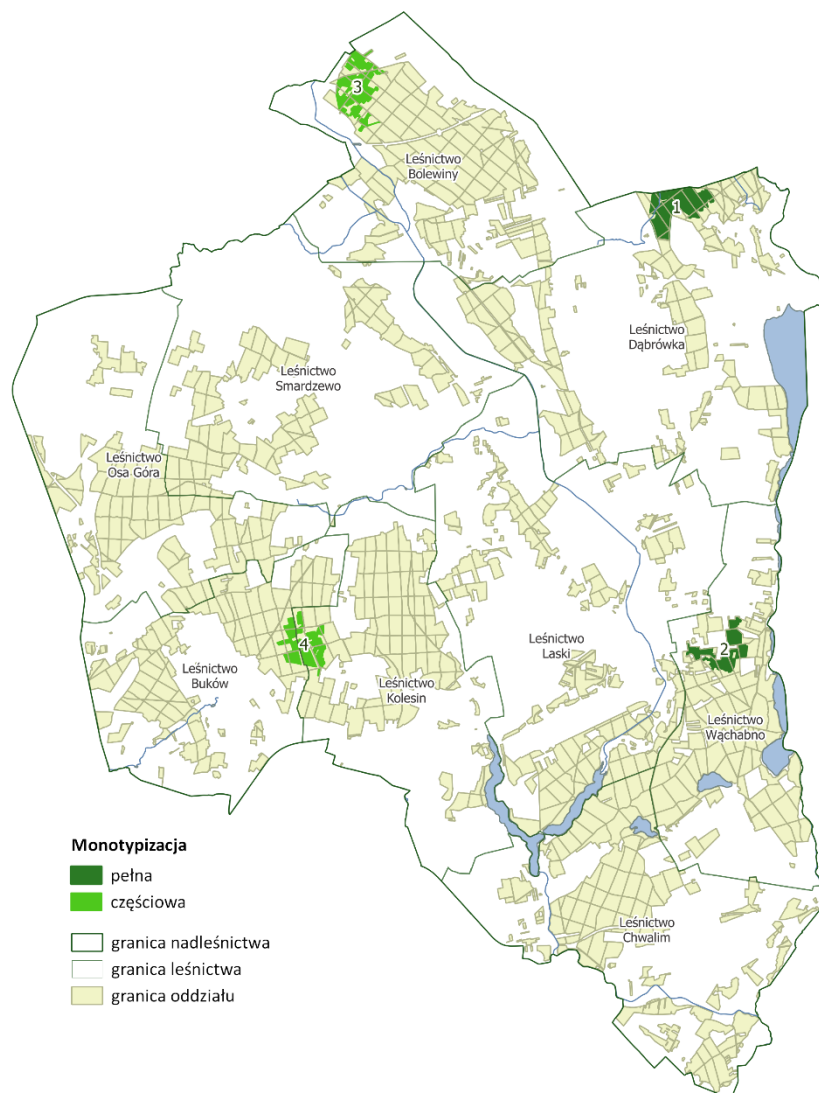 3
Leśnictwo
Bolewiny
1
Leśnictwo
Dąbrówka
Leśnictwo
Smardzewo
Leśnictwo
Osa Góra
4
Leśnictwo
Buków
Leśnictwo
Kolesin
Leśnictwo
Laski
2
Leśnictwo
Wąchabno
Monotypizacja
pełna
częściowa
granica nadleśnictwa
granica leśnictwa
granica oddziału
Leśnictwo
Chwalim